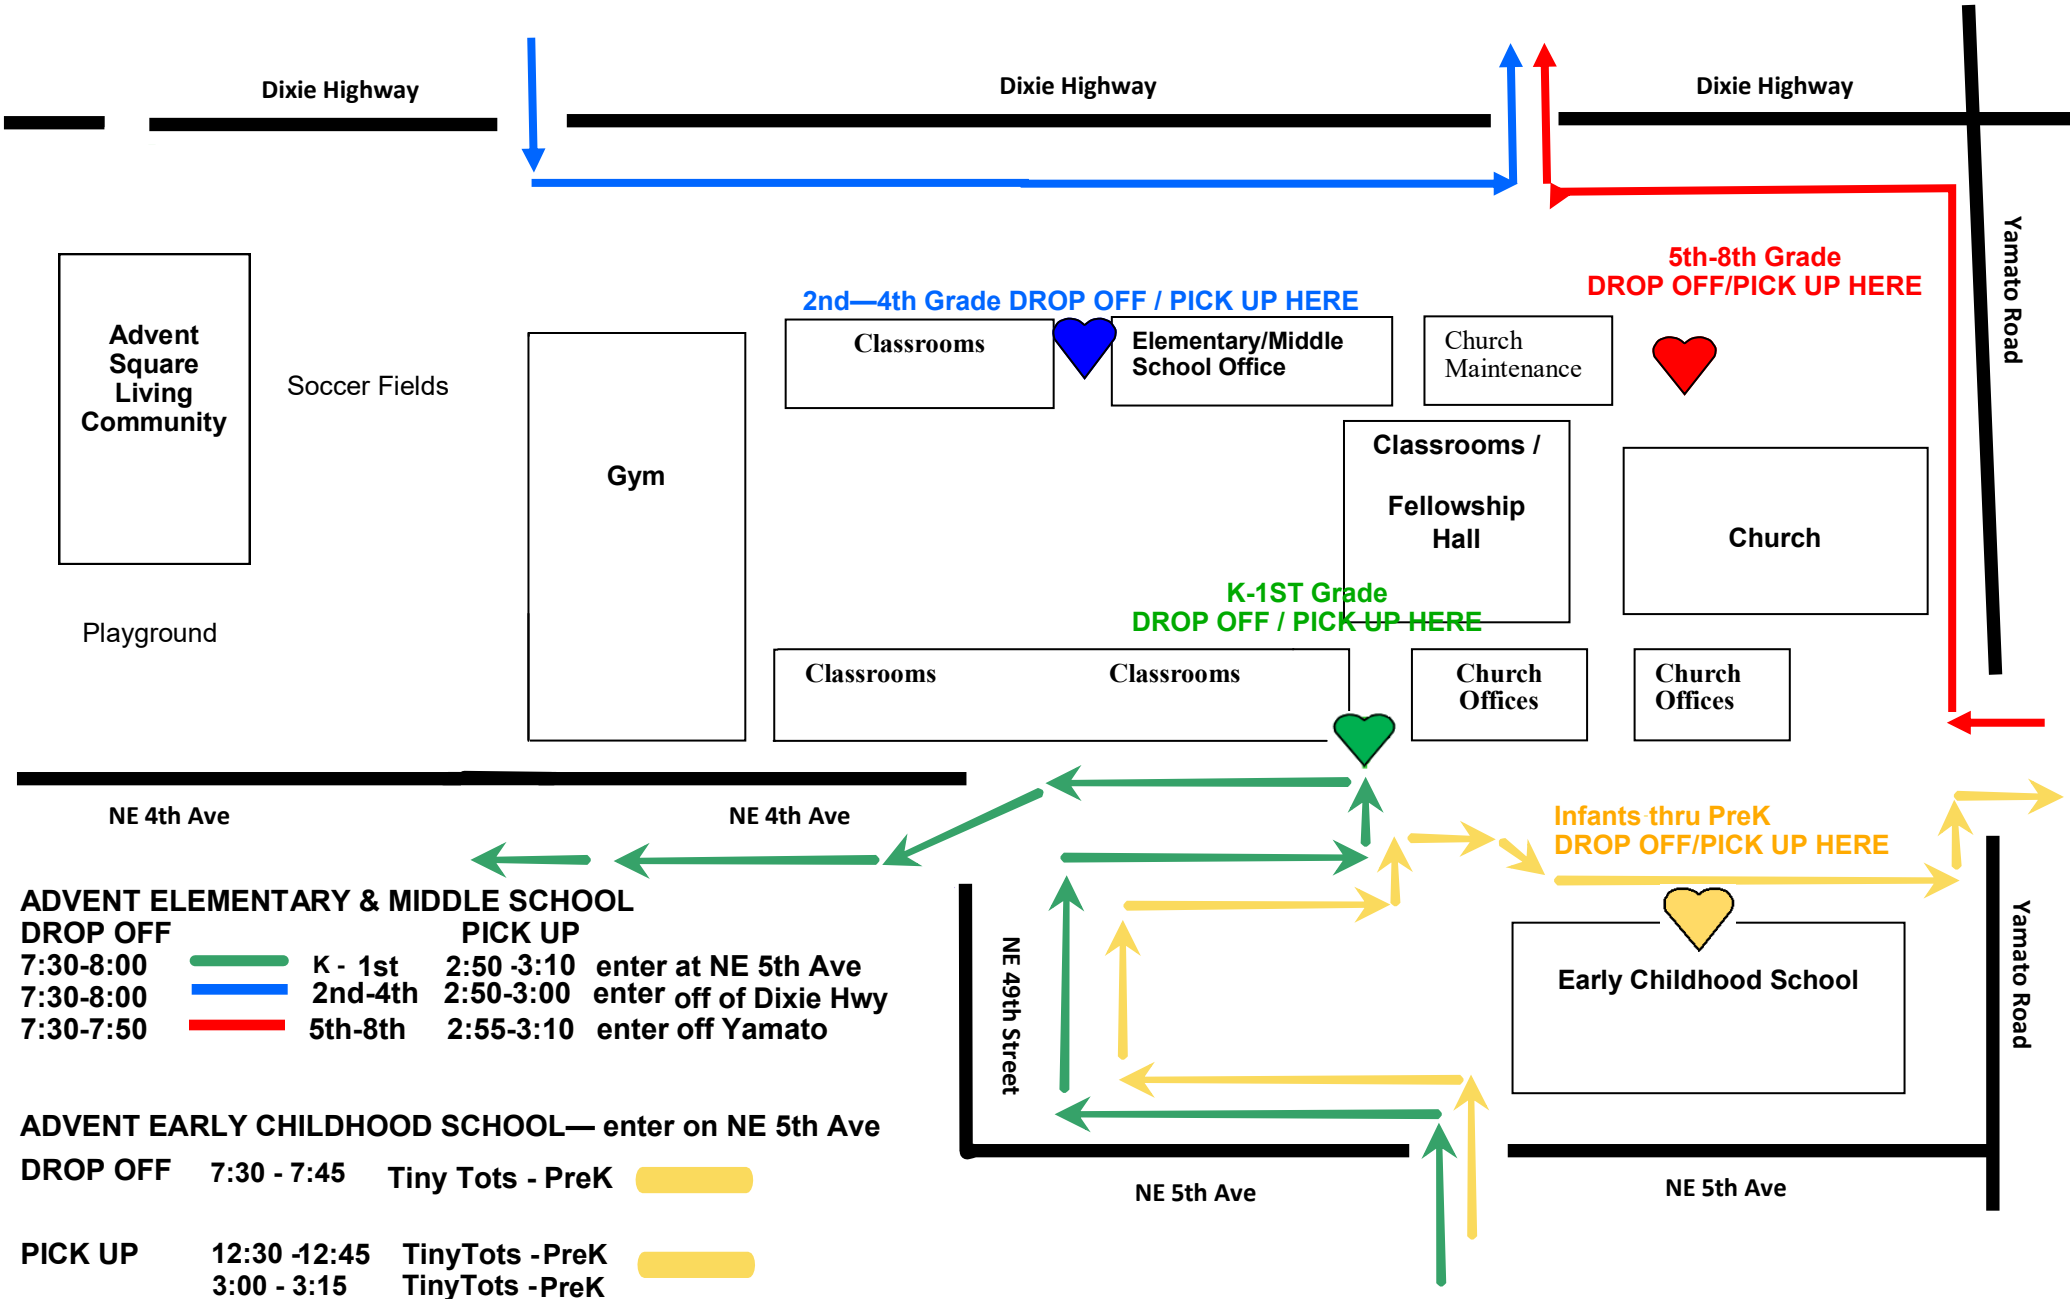 Dixie Highway
Dixie Highway
Dixie Highway
Yamato Road
5th-8th Grade
DROP OFF/PICK UP HERE
2nd—4th Grade DROP OFF / PICK UP HERE
Advent
Square
Living
Community
Soccer Fields
Playground
Gym
Classrooms
Elementary/Middle
School Office
Church
Maintenance
Classrooms /
Fellowship
Hall
Church
K-1ST Grade
DROP OFF / PICK UP HERE
Classrooms
Classrooms
Church
Offices
Church
Offices
NE 4th Ave
NE 4th Ave
Infants thru PreK
DROP OFF/PICK UP HERE
Early Childhood School
Yamato Road
NE 49th Street
NE 5th Ave
NE 5th Ave
ADVENT ELEMENTARY & MIDDLE SCHOOL
DROP OFF PICK UP
7:30-8:00 K - 1st 2:50 -3:10 enter at NE 5th Ave
7:30-8:00 2nd-4th 2:50-3:00 enter off of Dixie Hwy
7:30-7:50 5th-8th 2:55-3:10 enter off Yamato
ADVENT EARLY CHILDHOOD SCHOOL— enter on NE 5th Ave
DROP OFF 7:30 - 7:45 Tiny Tots - PreK
PICK UP 12:30 -12:45 TinyTots -PreK
3:00 - 3:15 TinyTots -PreK